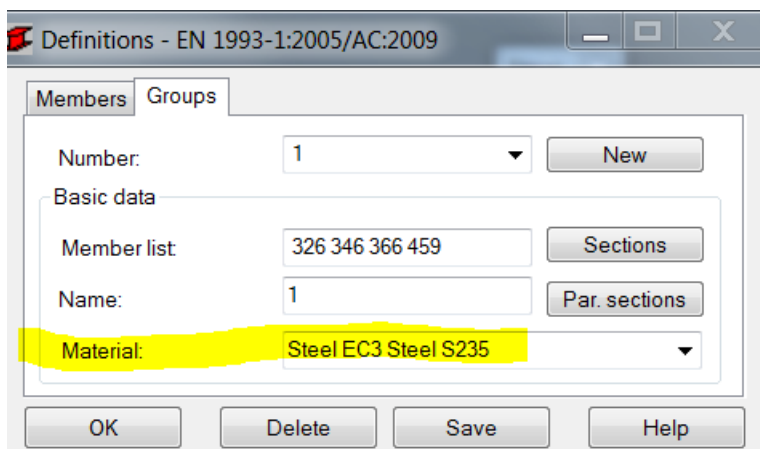 Definitions - EN 1993-1:2005/AC:2009
Members Groups
Number: 1 New
Basic data
Member list: 326 346 366 459 Sections
Name: 1 Par. sections
Material: Steel EC3 Steel S235
OK Delete Save Help